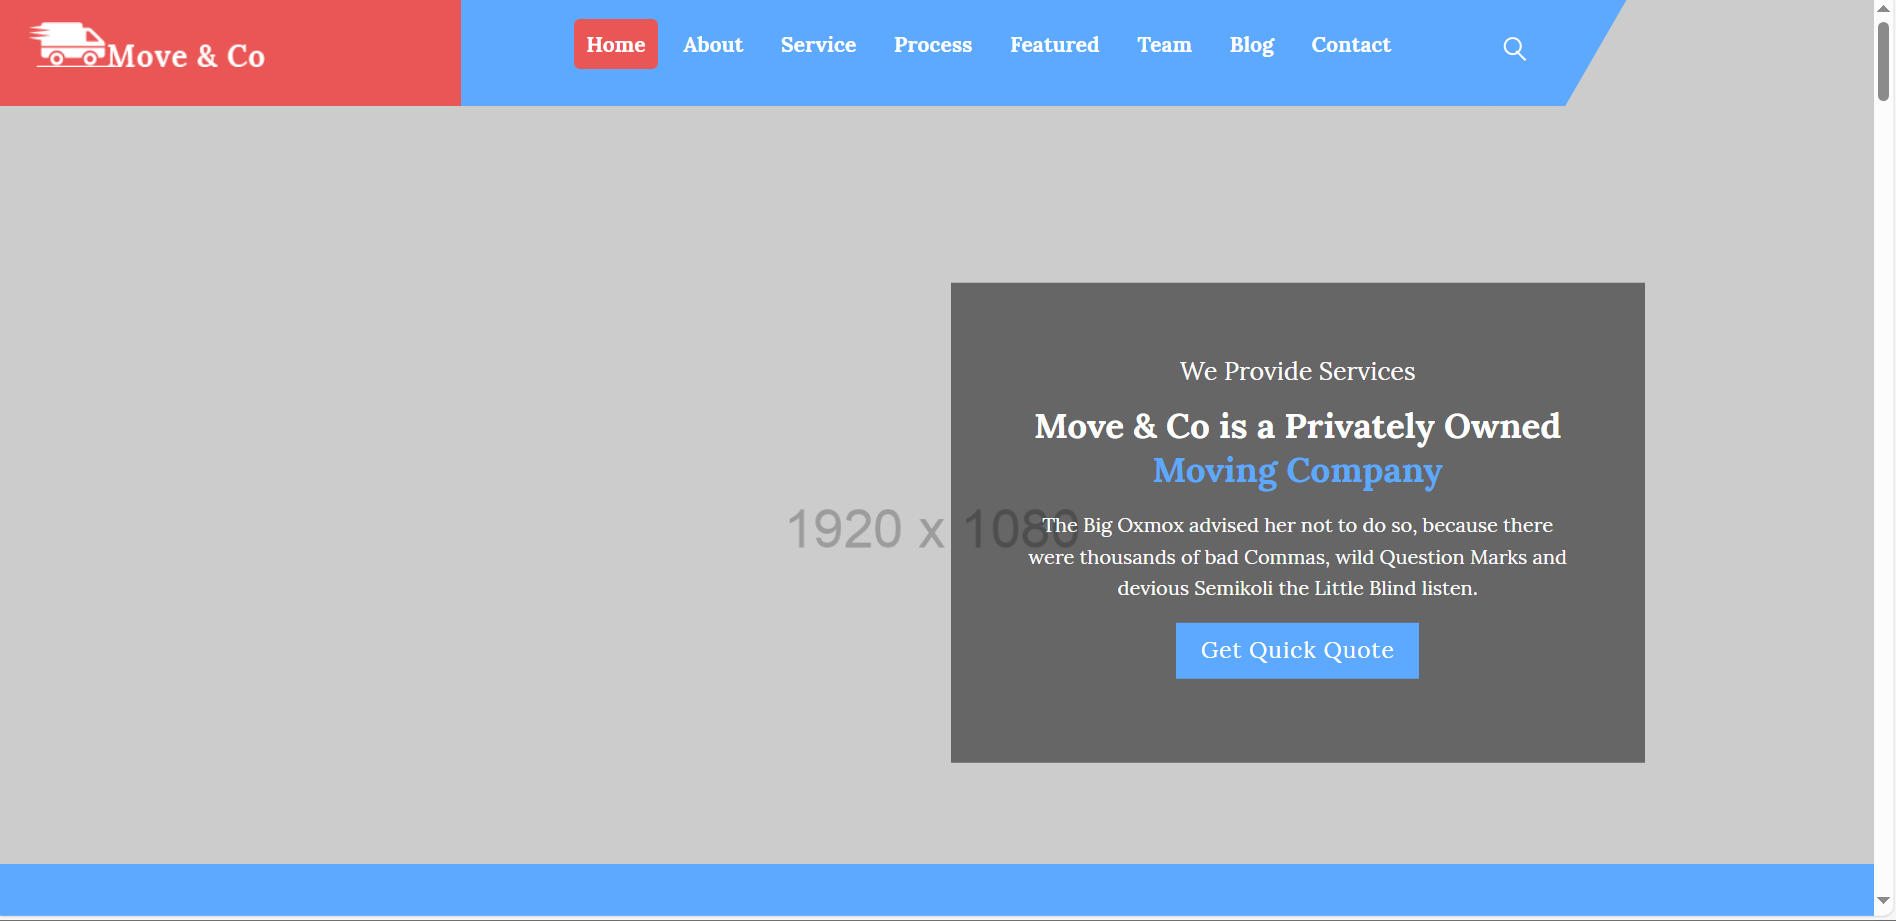 Move & Co
Home About Service Process Featured Team Blog Contact
We Provide Services
Move & Co is a Privately Owned
Moving Company
1920 x 1080
The Big Oxmox advised her not to do so, because there
were thousands of bad Commas, wild Question Marks and
devious Semikoli the Little Blind listen.
Get Quick Quote